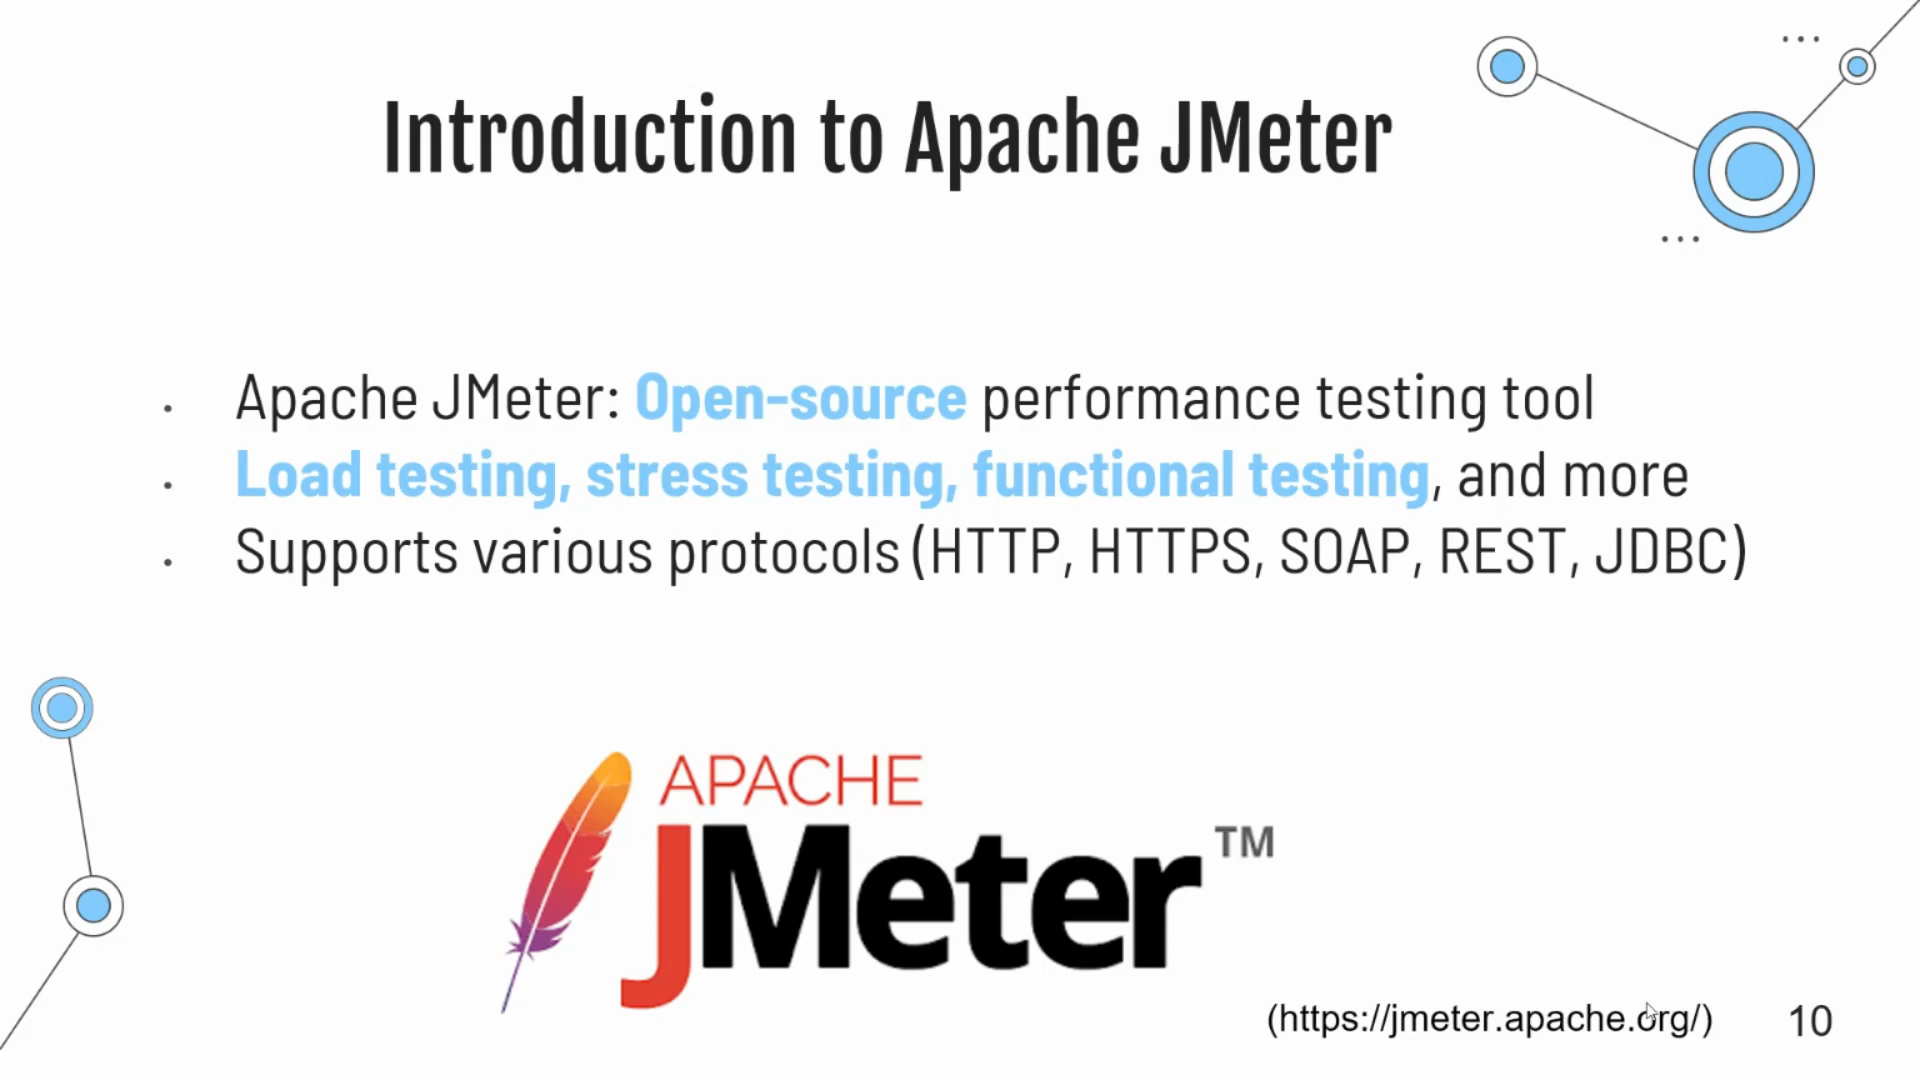 Introduction to Apache JMeter
• Apache JMeter: Open-source performance testing tool
• Load testing, stress testing, functional testing, and more
• Supports various protocols (HTTP, HTTPS, SOAP, REST, JDBC)
APACHE
JMeter™
(https://jmeter.apache.org/)
10